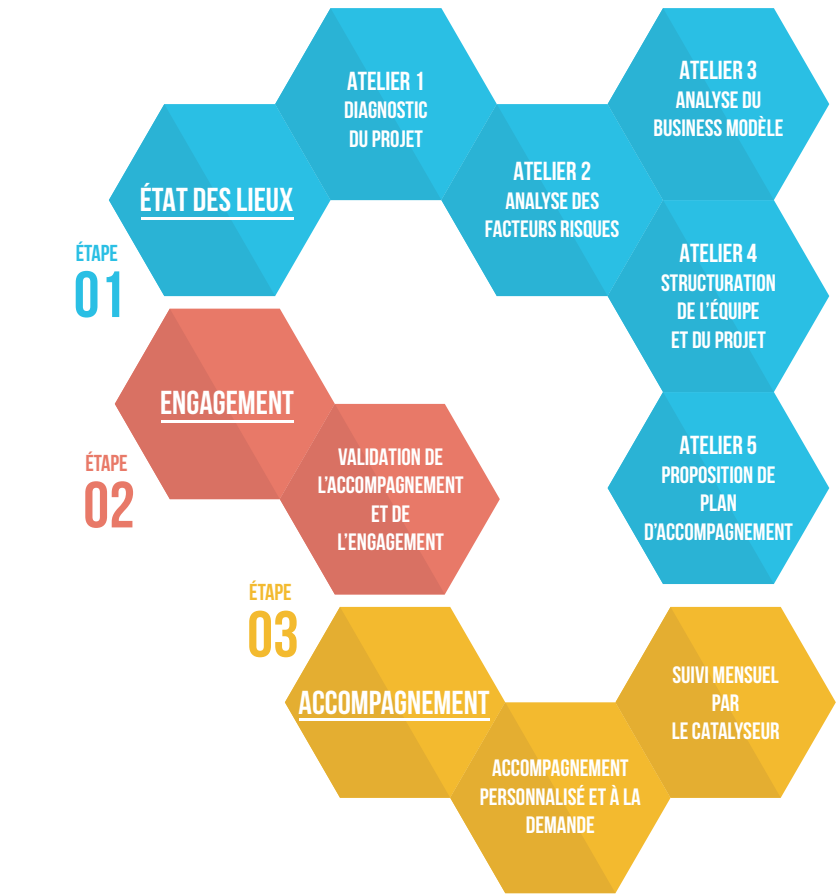 ÉTAPE
01
ÉTAT DES LIEUX
ATELIER 1
DIAGNOSTIC
DU PROJET
ATELIER 2
ANALYSE DES
FACTEURS RISQUES
ATELIER 3
ANALYSE DU
BUSINESS MODÈLE
ATELIER 4
STRUCTURATION
DE L'ÉQUIPE
ET DU PROJET
ATELIER 5
PROPOSITION DE
PLAN
D'ACCOMPAGNEMENT
ÉTAPE
02
ENGAGEMENT
VALIDATION DE
L'ACCOMPAGNEMENT
ET DE
L'ENGAGEMENT
ÉTAPE
03
ACCOMPAGNEMENT
ACCOMPAGNEMENT
PERSONNALISÉ ET À LA
DEMANDE
SUIVI MENSUEL
PAR
LE CATALYSEUR